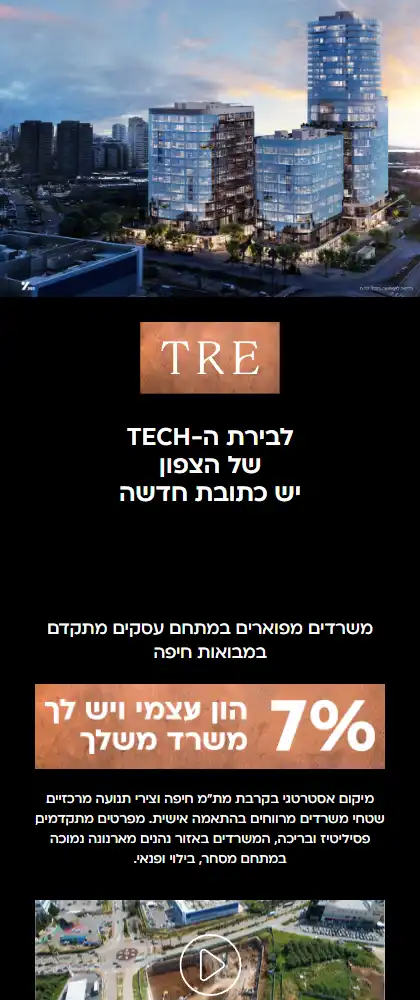 TRE
לבירת ה-TECH
של הצפון
יש כתובת חדשה
משרדים מפוארים במתחם עסקים מתקדם
במבואות חיפה
7% הון עצמי ויש לך
משרד משלך
מיקום אסטרטגי בקרבת מת"מ חיפה וצירי תנועה מרכזיים
שטחי משרדים מרווחים בהתאמה אישית. מפרטים מתקדמים
פסיליטיז ובריכה, המשרדים באזור נהנים מארנונה נמוכה
במתחם מסחר, בילוי ופנאי.